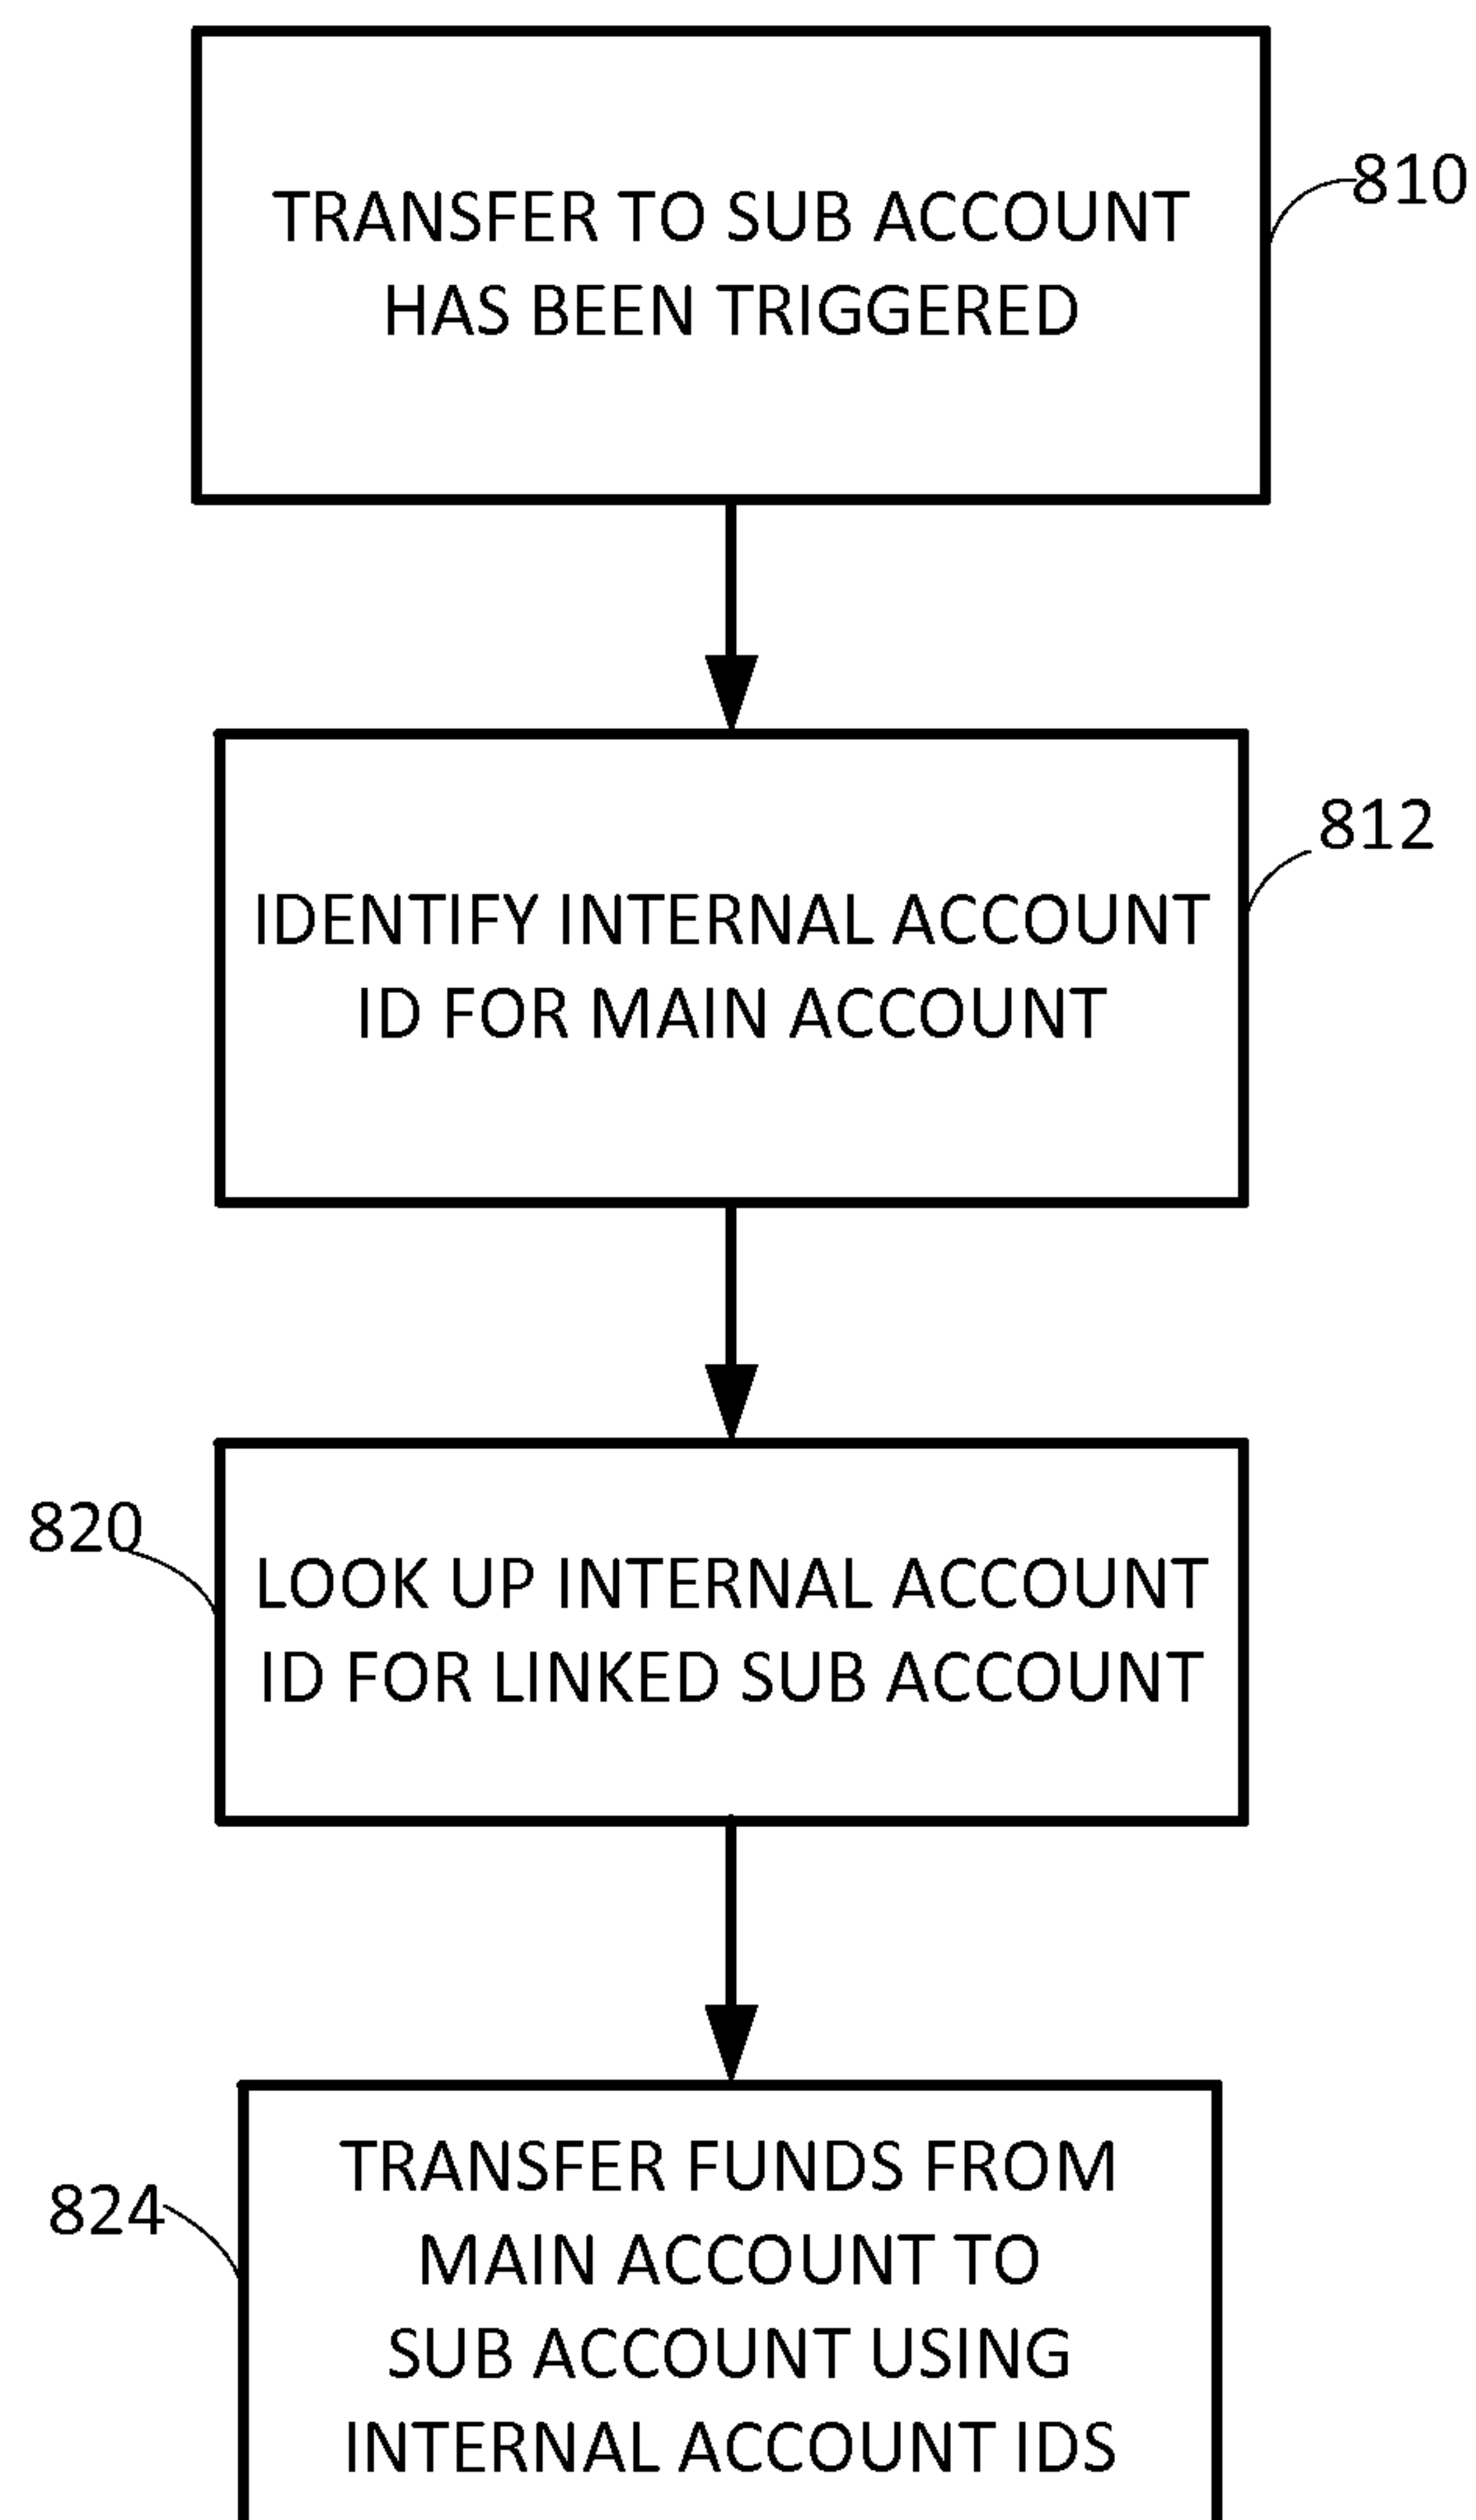 TRANSFER TO SUB ACCOUNT
HAS BEEN TRIGGERED
810
IDENTIFY INTERNAL ACCOUNT
ID FOR MAIN ACCOUNT
812
820
LOOK UP INTERNAL ACCOUNT
ID FOR LINKED SUB ACCOUNT
824
TRANSFER FUNDS FROM
MAIN ACCOUNT TO
SUB ACCOUNT USING
INTERNAL ACCOUNT IDS